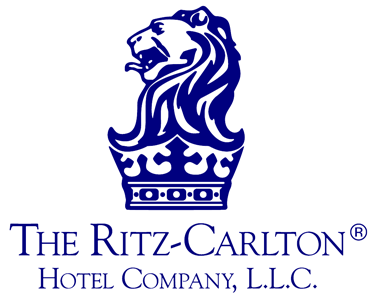 THE RITZ-CARLTON®
HOTEL COMPANY, L.L.C.